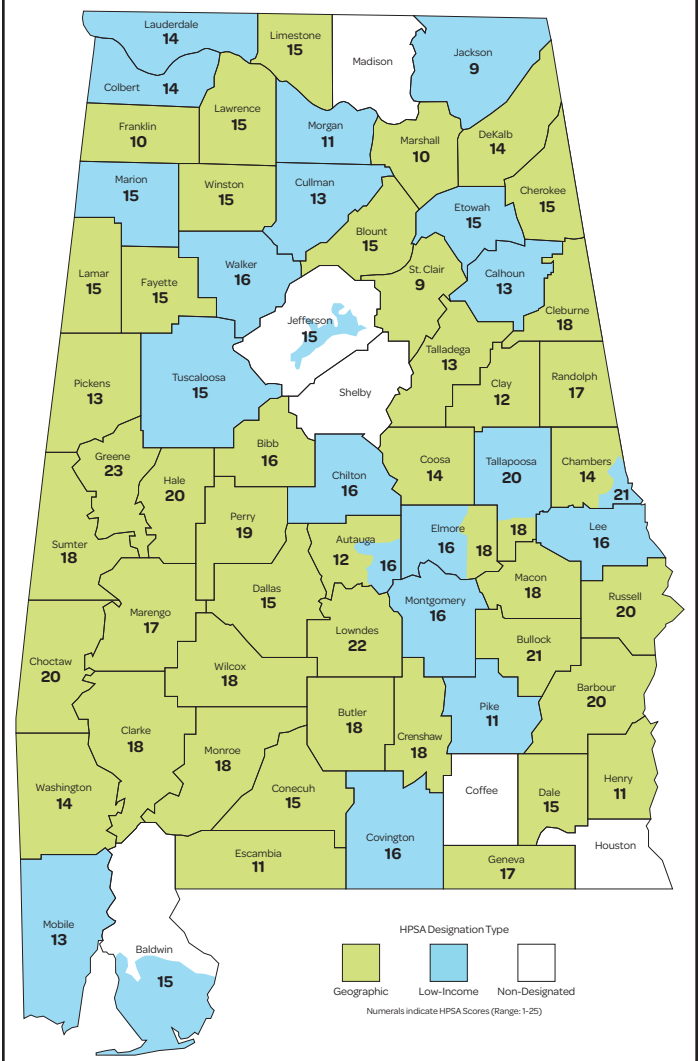 Lauderdale
14
Limestone
15
Madison
Jackson
9
Colbert 14
Lawrence
15
Franklin
10
Morgan
11
Marshall
10
DeKalb
14
Marion
15
Winston
15
Cullman
13
Cherokee
15
Etowah
15
Blount
15
Lamar
15
Fayette
15
Walker
16
St. Clair
9
Calhoun
13
Cleburne
18
Jefferson
15
Talladega
13
Pickens
13
Tuscaloosa
15
Shelby
Clay
12
Randolph
17
Bibb
16
Greene
23
Hale
20
Chilton
16
Coosa
14
Tallapoosa
20
Chambers
14
21
Perry
19
Autauga
12
16
Elmore
16
18
18
Lee
16
Sumter
18
Macon
18
Dallas
15
Montgomery
16
Russell
20
Marengo
17
Lowndes
22
Bullock
21
Choctaw
20
Wilcox
18
Barbour
20
Clarke
18
Butler
18
Pike
11
Crenshaw
18
Monroe
18
Washington
14
Conecuh
15
Coffee
Dale
15
Henry
11
Covington
16
Houston
Escambia
11
Geneva
17
Mobile
13
Baldwin
15
HPSA Designation Type
Geographic
Low-Income
Non-Designated
Numerals indicate HPSA Scores (Range: 1-25)